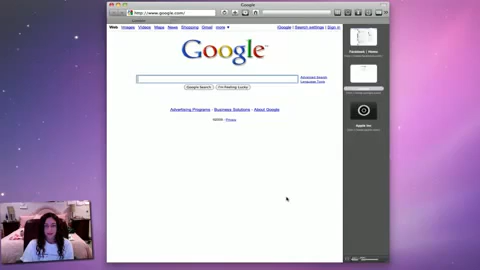 Google
http://www.google.com/
Web Images Videos Maps News Shopping Gmail more ▼
iGoogle | Search settings | Sign in
Google
Advanced Search
Language Tools
Google Search
I'm Feeling Lucky
Advertising Programs - Business Solutions - About Google
Privacy
Facebook | Home
Apple Inc